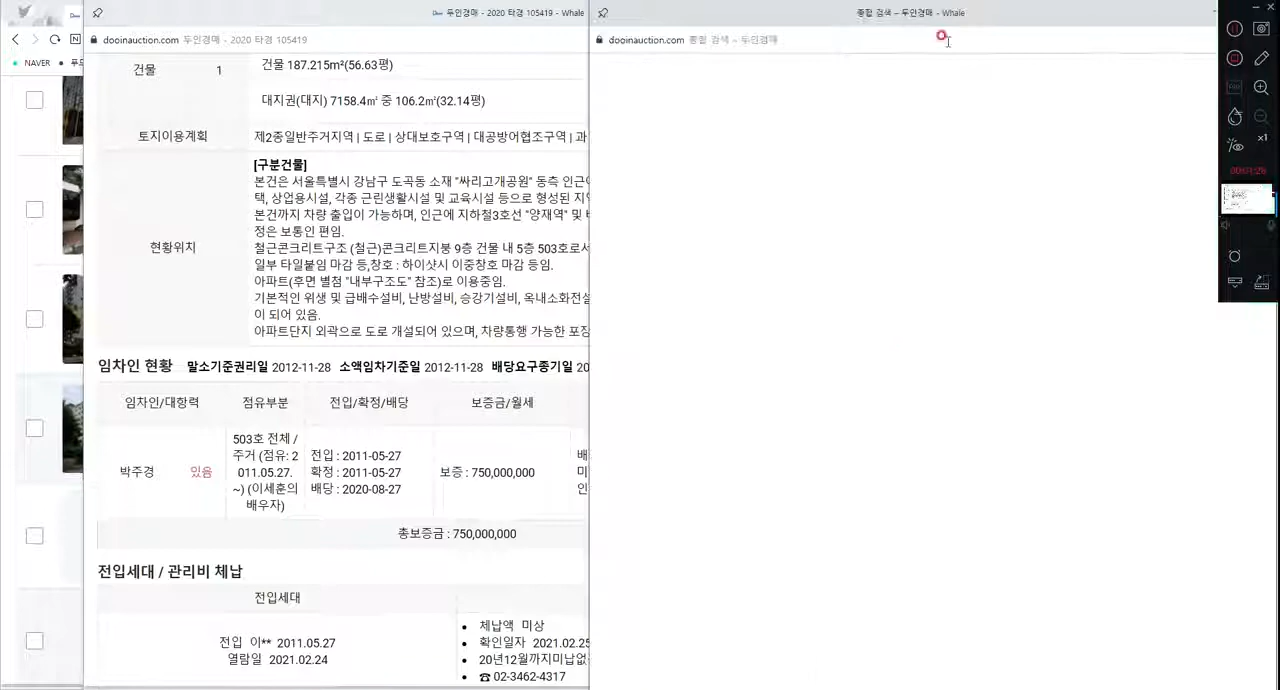 두인경매 - 2020 타경 105419 - Whale
종합 검색 – 두인경매 - Whale
dooinauction.com 두인경매 - 2020 타경 105419
dooinauction.com 종합 검색 – 두인경매
NAVER
건물 1
건물 187.215m²(56.63평)
대지권(대지) 7158.4㎡ 중 106.2㎡(32.14평)
토지이용계획
제2종일반주거지역 | 도로 | 상대보호구역 | 대공방어협조구역 | 과
현황위치
[구분건물]
본건은 서울특별시 강남구 도곡동 소재 "싸리고개공원" 동측 인근
택, 상업용시설, 각종 근린생활시설 및 교육시설 등으로 형성된 지
본건까지 차량 출입이 가능하며, 인근에 지하철3호선 "양재역" 및
정은 보통인 편임.
철근콘크리트구조 (철근)콘크리트지붕 9층 건물 내 5층 503호로서
일부 타일붙임 마감 등,창호 : 하이샷시 이중창호 마감 등임.
아파트(후면 별첨 "내부구조도" 참조)로 이용중임.
기본적인 위생 및 급배수설비, 난방설비, 승강기설비, 옥내소화전설
이 되어 있음.
아파트단지 외곽으로 도로 개설되어 있으며, 차량통행 가능한 포장
임차인 현황 말소기준권리일 2012-11-28 소액임차기준일 2012-11-28 배당요구종기일 20
임차인/대항력 점유부분 전입/확정/배당 보증금/월세
박주경 있음
503호 전체 /
주거 (점유: 2
011.05.27.
~) (이세훈의
배우자)
전입 : 2011-05-27
확정 : 2011-05-27
배당 : 2020-08-27
보증 : 750,000,000
배
미
인
총보증금 : 750,000,000
전입세대 / 관리비 체납
전입세대
전입 이** 2011.05.27
열람일 2021.02.24
• 체납액 미상
• 확인일자 2021.02.25
• 20년12월까지미납없
• ☎ 02-3462-4317
x1